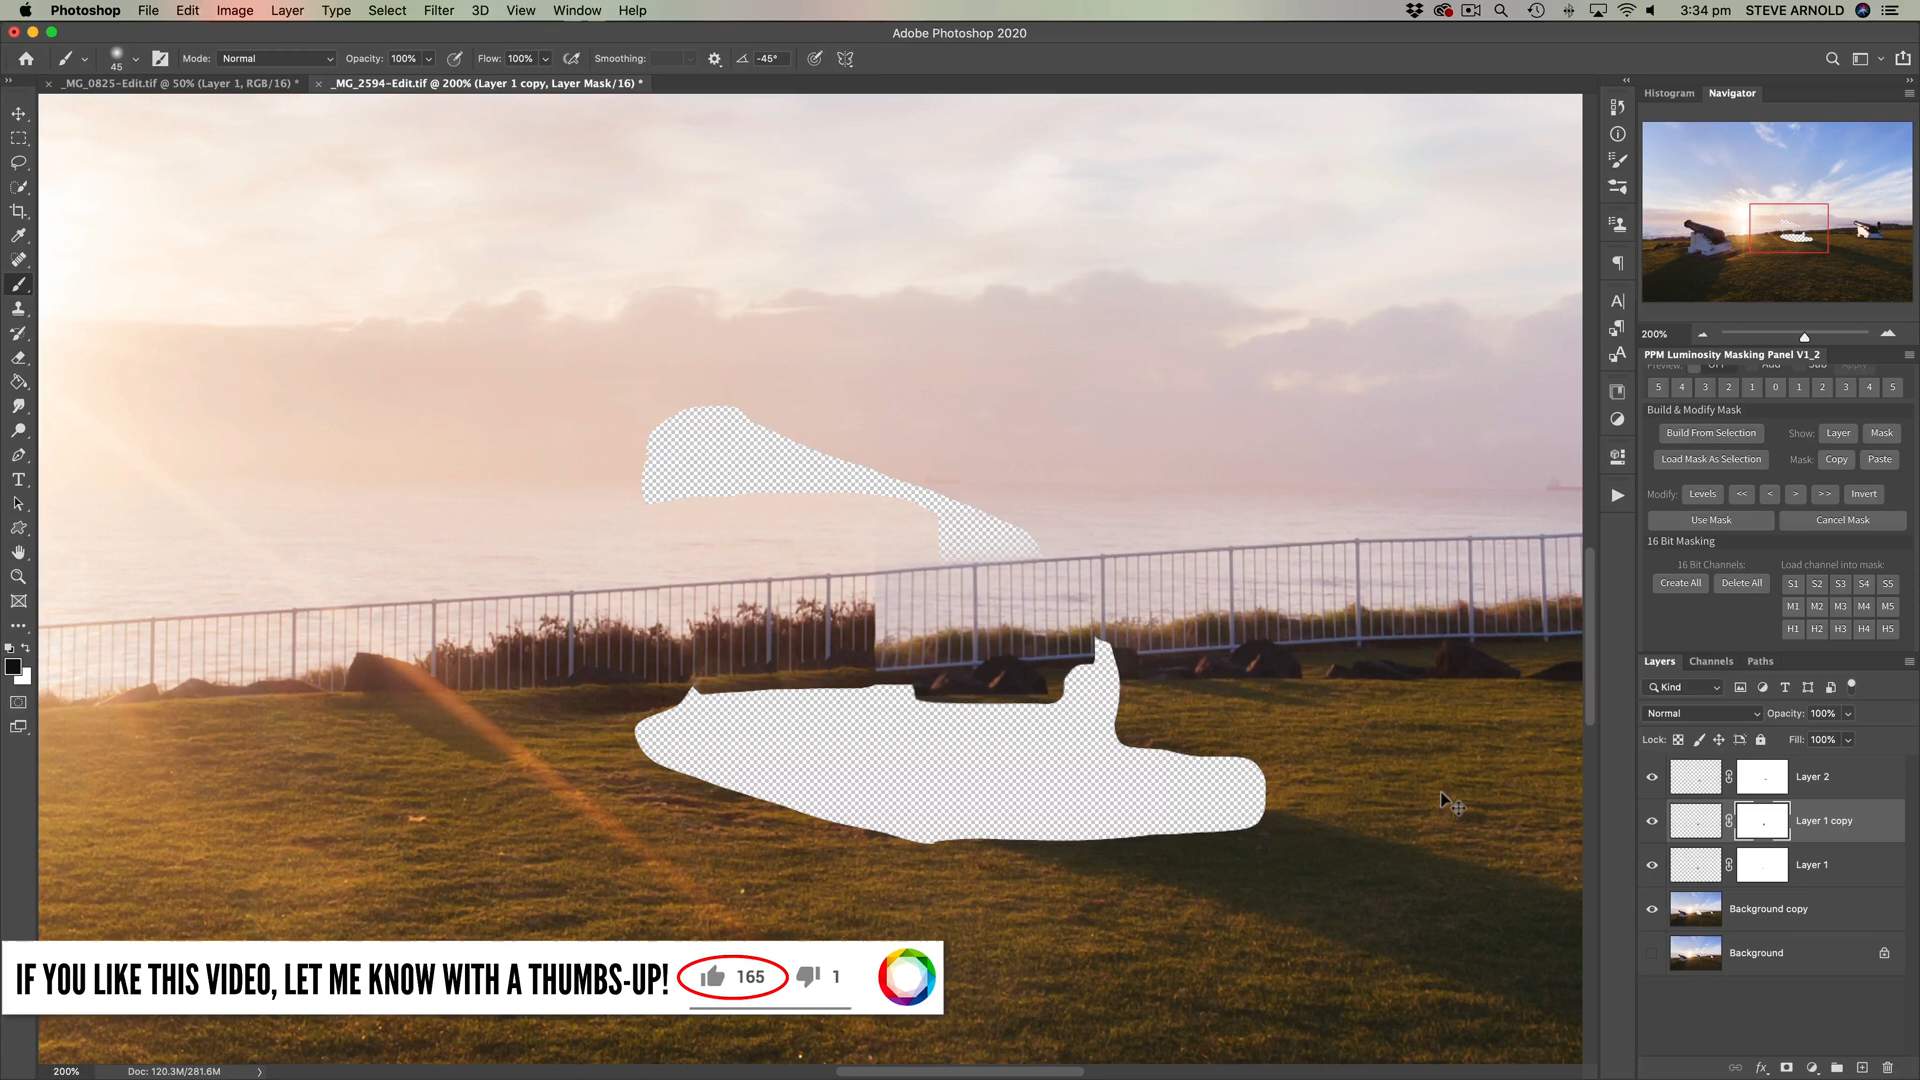 Photoshop File Edit Image Layer Type Select Filter 3D View Window Help 3:34 pm STEVE ARNOLD
Adobe Photoshop 2020
45 Mode: Normal Opacity: 100% Flow: 100% Smoothing: -45°
_MG_0825-Edit.tif @ 50% (Layer 1, RGB/16) * _MG_2594-Edit.tif @ 200% (Layer 1 copy, Layer Mask/16) *
Histogram Navigator
200%
PPM Luminosity Masking Panel V1_2
Preview: Off Add Sub Apply
5 4 3 2 1 0 1 2 3 4 5
Build & Modify Mask
Build From Selection Show: Layer Mask
Load Mask As Selection Mask: Copy Paste
Modify: Levels << < > >> Invert
Use Mask Cancel Mask
16 Bit Masking
16 Bit Channels: Load channel into mask:
Create All Delete All S1 S2 S3 S4 S5
M1 M2 M3 M4 M5
H1 H2 H3 H4 H5
Layers Channels Paths
Kind
Normal Opacity: 100%
Lock: Fill: 100%
Layer 2
Layer 1 copy
Layer 1
Background copy
Background
IF YOU LIKE THIS VIDEO, LET ME KNOW WITH A THUMBS-UP! 165 1
200% Doc: 120.3M/281.6M